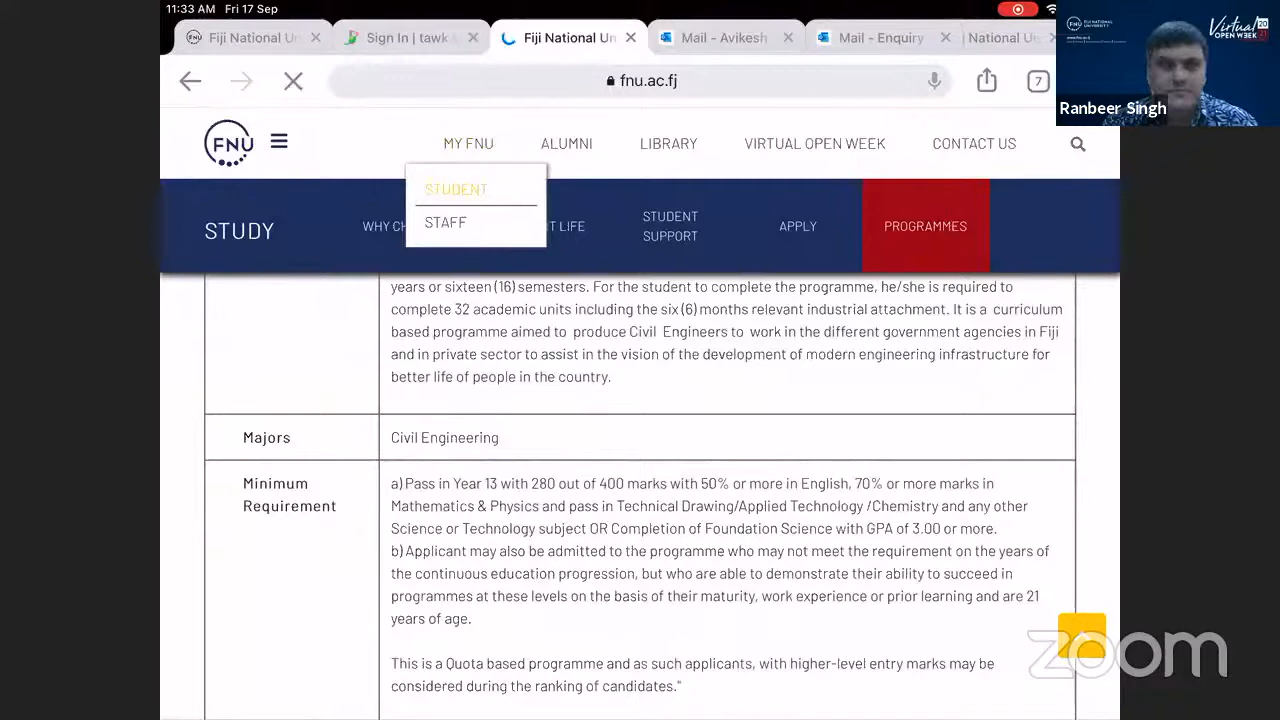 11:33 AM Fri 17 Sep
Fiji National Un
Sign In tawk
Fiji National Un
Mail - Avikesh
Mail - Enquiry
National Un
FNU FIJI NATIONAL UNIVERSITY
Virtual OPEN WEEK 20 21
Ranbeer Singh
fnu.ac.fj
7
FNU
MY FNU ALUMNI LIBRARY VIRTUAL OPEN WEEK CONTACT US
STUDENT
STAFF
STUDY
WHY CH
T LIFE
STUDENT SUPPORT
APPLY
PROGRAMMES
years or sixteen (16) semesters. For the student to complete the programme, he/she is required to
complete 32 academic units including the six (6) months relevant industrial attachment. It is a curriculum
based programme aimed to produce Civil Engineers to work in the different government agencies in Fiji
and in private sector to assist in the vision of the development of modern engineering infrastructure for
better life of people in the country.
Majors
Civil Engineering
Minimum
Requirement
a) Pass in Year 13 with 280 out of 400 marks with 50% or more in English, 70% or more marks in
Mathematics & Physics and pass in Technical Drawing/Applied Technology /Chemistry and any other
Science or Technology subject OR Completion of Foundation Science with GPA of 3.00 or more.
b) Applicant may also be admitted to the programme who may not meet the requirement on the years of
the continuous education progression, but who are able to demonstrate their ability to succeed in
programmes at these levels on the basis of their maturity, work experience or prior learning and are 21
years of age.
This is a Quota based programme and as such applicants, with higher-level entry marks may be
considered during the ranking of candidates."
zoom